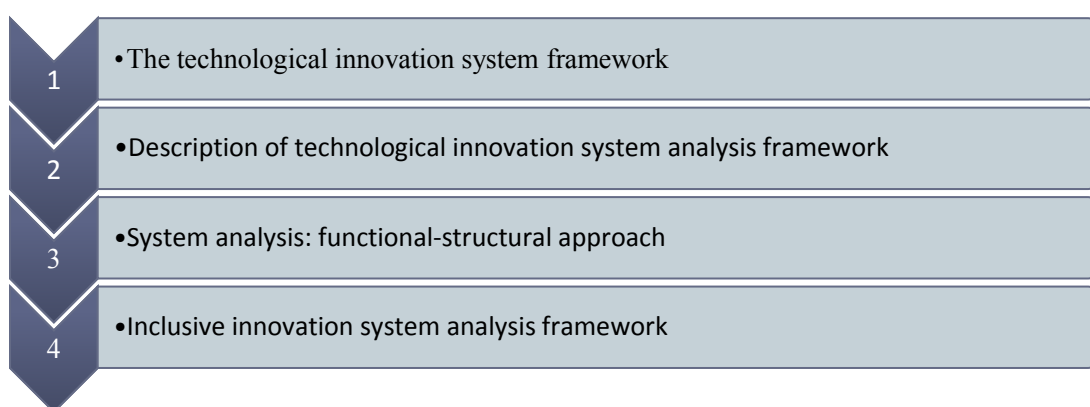 1
•The technological innovation system framework
2
•Description of technological innovation system analysis framework
3
•System analysis: functional-structural approach
4
•Inclusive innovation system analysis framework